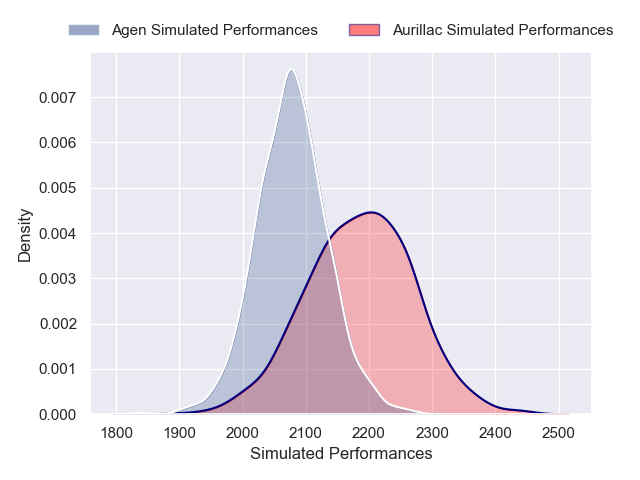 Agen Simulated Performances
Aurillac Simulated Performances
0.007
0.006
0.005
0.004
0.003
0.002
0.001
0.000
Density
1800 1900 2000 2100 2200 2300 2400 2500
Simulated Performances